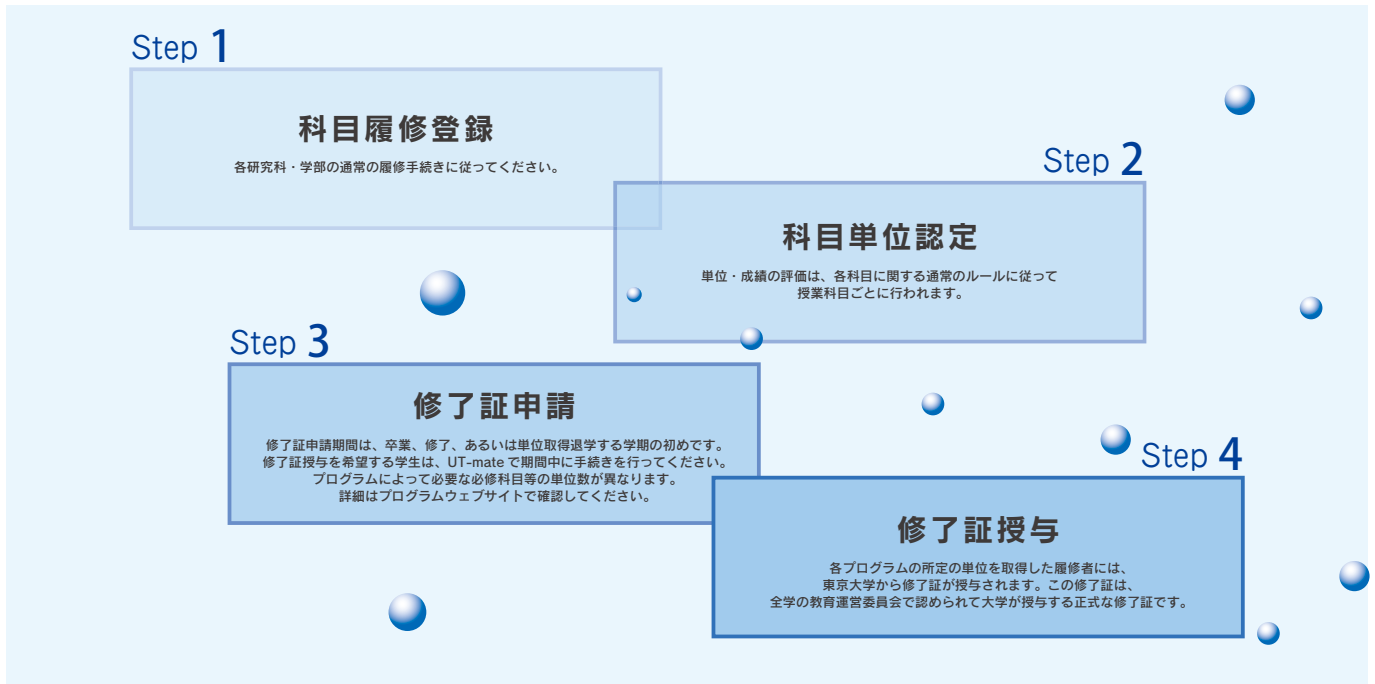 Step 1
科目履修登録
各研究科・学部の通常の履修手続きに従ってください。
Step 2
科目単位認定
単位・成績の評価は、各科目に関する通常のルールに従って
授業科目ごとに行われます。
Step 3
修了証申請
修了証申請期間は、卒業、修了、あるいは単位取得退学する学期の初めです。
修了証授与を希望する学生は、UT-mate で期間中に手続きを行ってください。
プログラムによって必要な必修科目等の単位数が異なります。
詳細はプログラムウェブサイトで確認してください。
Step 4
修了証授与
各プログラムの所定の単位を取得した履修者には、
東京大学から修了証が授与されます。この修了証は、
全学の教育運営委員会で認められて大学が授与する正式な修了証です。